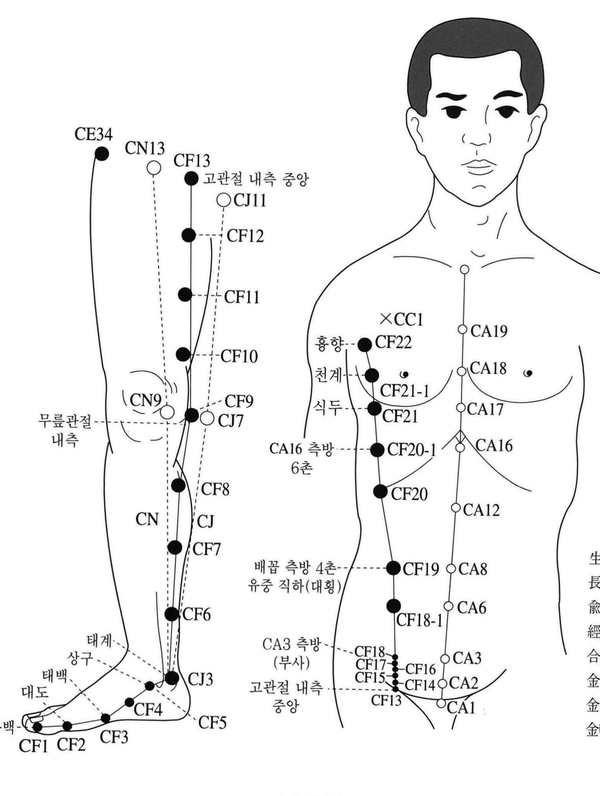 CE34
CN13
CF13
고관절 내측 중앙
CJ11
CF12
CF11
CF10
CN9
CF9
CJ7
무릎관절
내측
CF8
CN
CJ
CF7
CF6
태계
상구
태백
대도
CJ3
CF4
CF5
CF3
CF2
CF1
백
×CC1
흉향
CF22
천계
CF21-1
식두
CF21
CA16 측방
6촌
CF20-1
CF20
배꼽 측방 4촌
유중 직하(대횡)
CF19
CF18-1
CA3 측방
(부사)
CF18
CF17
CF16
CF15
CF14
고관절 내측
중앙
CF13
CA19
CA18
CA17
CA16
CA12
CA8
CA6
CA3
CA2
CA1
生
長
兪
經
合
金
金
金